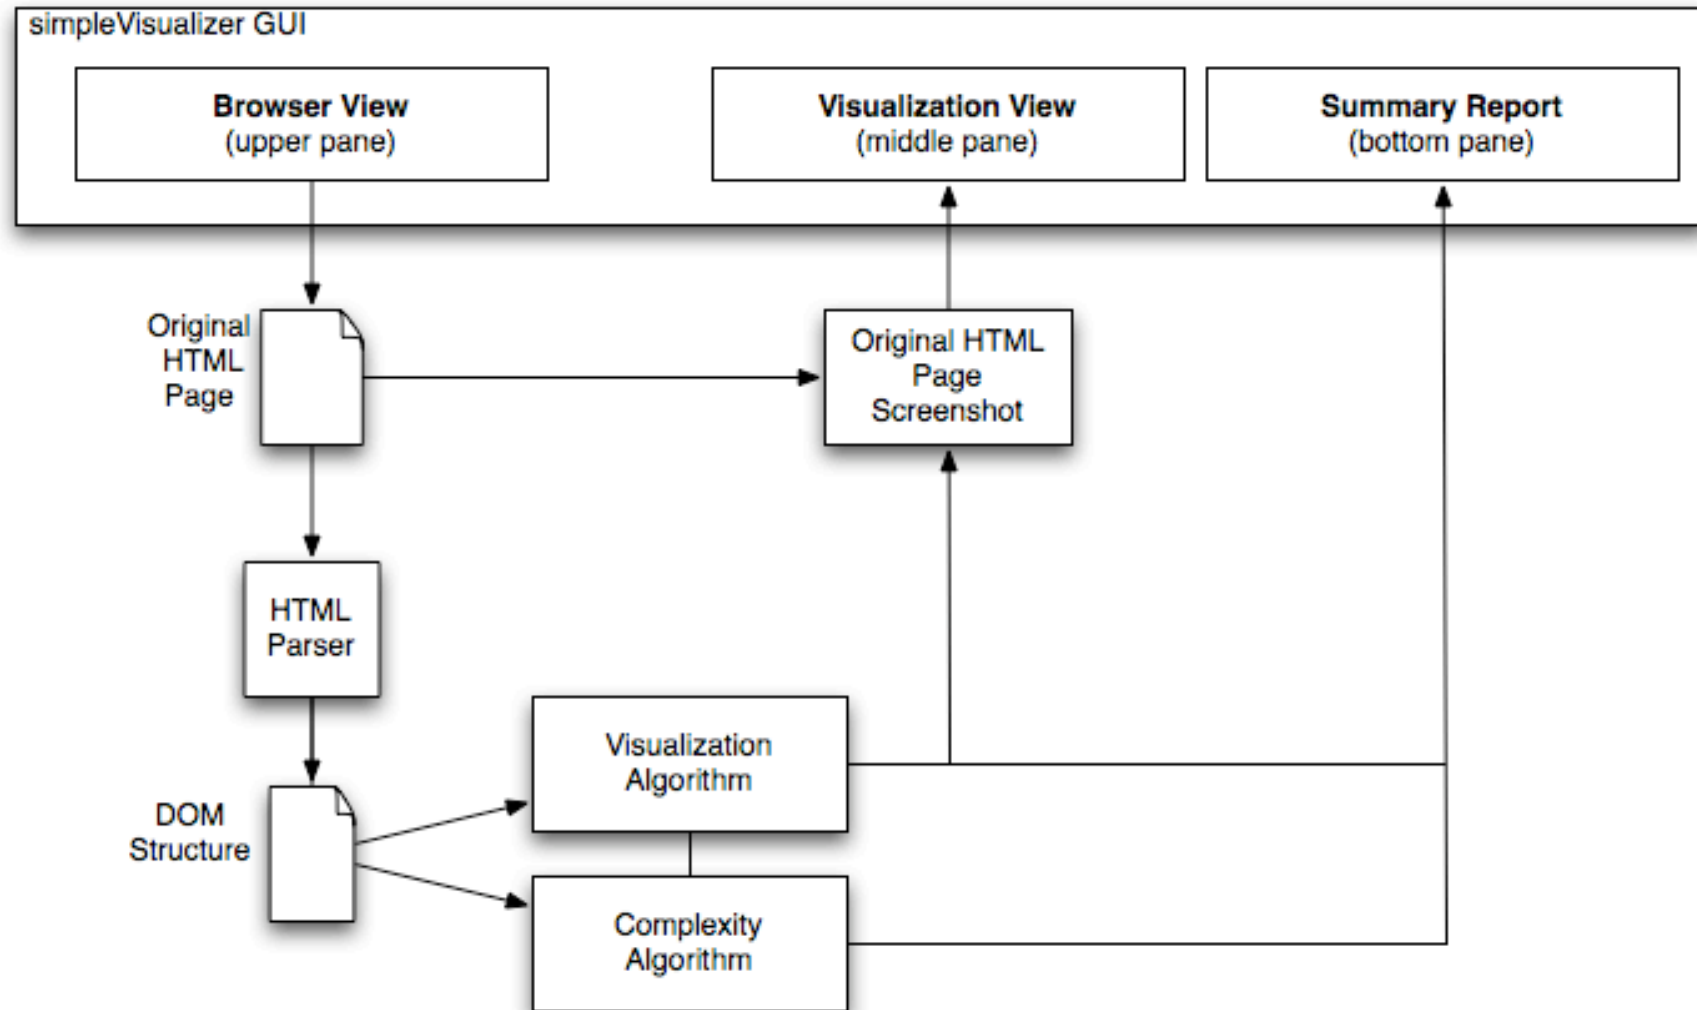 simpleVisualizer GUI
Browser View
(upper pane)
Visualization View
(middle pane)
Summary Report
(bottom pane)
Original
HTML
Page
Original HTML
Page
Screenshot
HTML
Parser
Visualization
Algorithm
DOM
Structure
Complexity
Algorithm